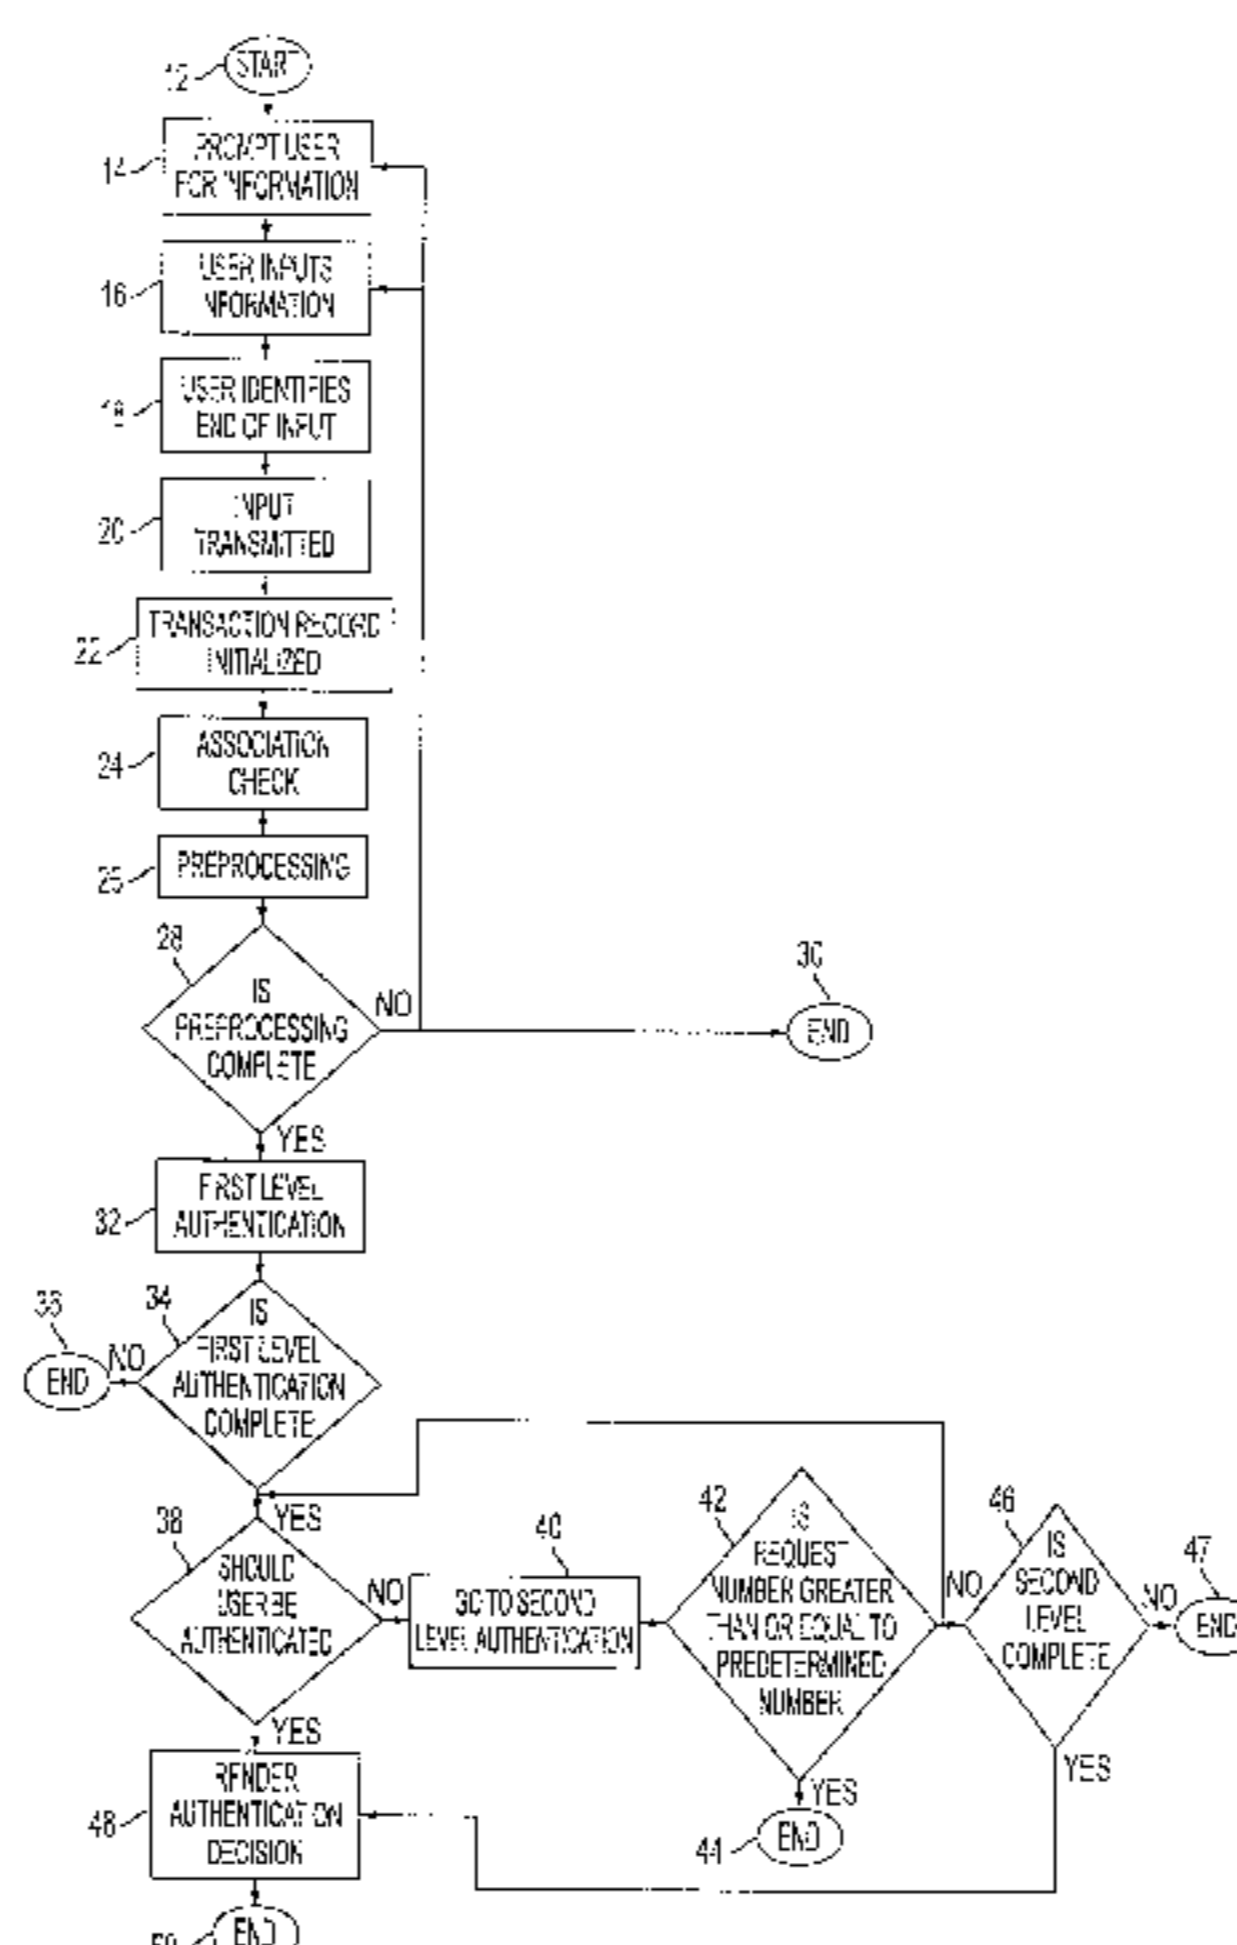 12
START
14
PROMPT USER
FOR INFORMATION
16
USER INPUTS
INFORMATION
18
USER IDENTIFIES
END OF INPUT
20
INPUT
TRANSMITTED
22
TRANSACTION RECORD
INITIALIZED
24
ASSOCIATION
CHECK
PREPROCESSING
28
IS
PREPROCESSING
COMPLETE
NO
30
END
YES
32
FIRST LEVEL
AUTHENTICATION
34
IS
FIRST LEVEL
AUTHENTICATION
COMPLETE
NO
36
END
YES
38
SHOULD
USER BE
AUTHENTICATED
NO
40
GO TO SECOND
LEVEL AUTHENTICATION
42
IS
REQUEST
NUMBER GREATER
THAN OR EQUAL TO
PREDETERMINED
NUMBER
NO
46
IS
SECOND
LEVEL
COMPLETE
NO
47
END
YES
44
END
YES
YES
48
RENDER
AUTHENTICATION
DECISION
END